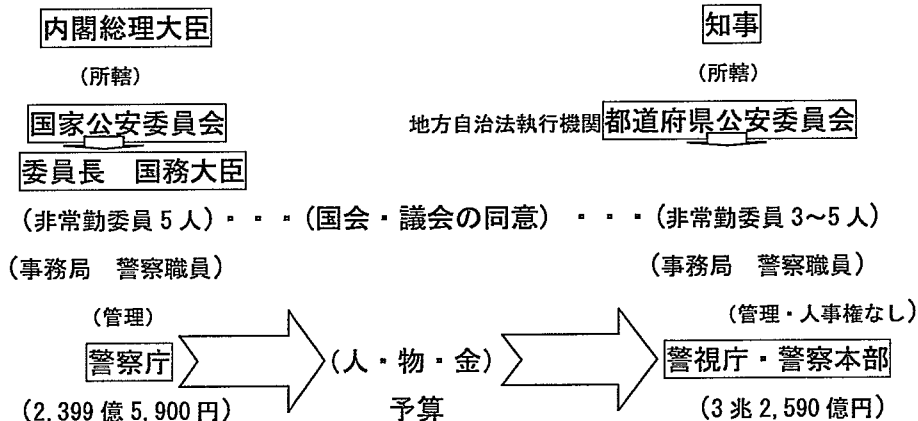 内閣総理大臣 知事
(所轄) (所轄)
国家公安委員会 地方自治法執行機関 都道府県公安委員会
委員長 国務大臣
(非常勤委員5人)・・・(国会・議会の同意)・・・(非常勤委員3~5人)
(事務局 警察職員) (事務局 警察職員)
(管理) (管理・人事権なし)
警察庁 (人・物・金) 警視庁・警察本部
(2,399億5,900円) 予算 (3兆2,590億円)